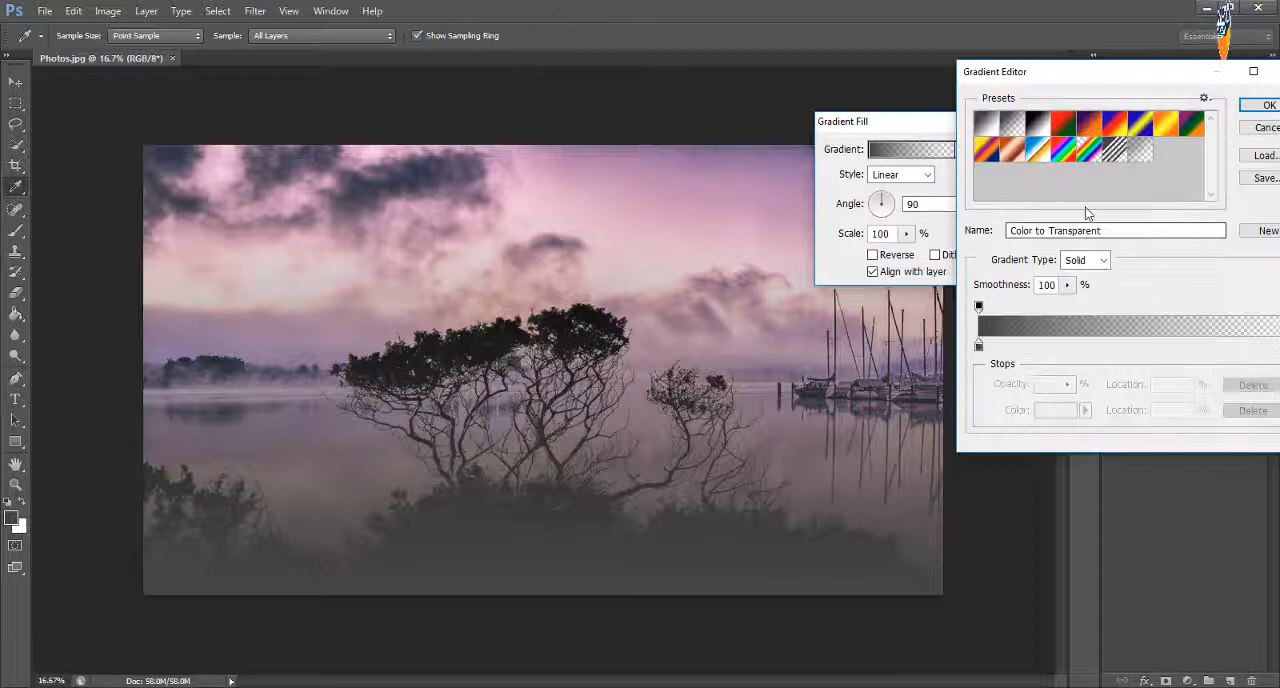 Ps File Edit Image Layer Type Select Filter View Window Help
Sample Size: Point Sample Sample: All Layers Show Sampling Ring Essentials
Photos.jpg @ 16.7% (RGB/8*) ×
Gradient Editor
Presets
OK
Gradient Fill
Gradient:
Style: Linear
Angle: 90
Scale: 100 %
Reverse
Align with layer
Load...
Save...
Name: Color to Transparent New
Gradient Type: Solid
Smoothness: 100 %
Stops
Opacity: % Location: % Delete
Color: Location: % Delete
16.67% Doc: 58.0M/58.0M